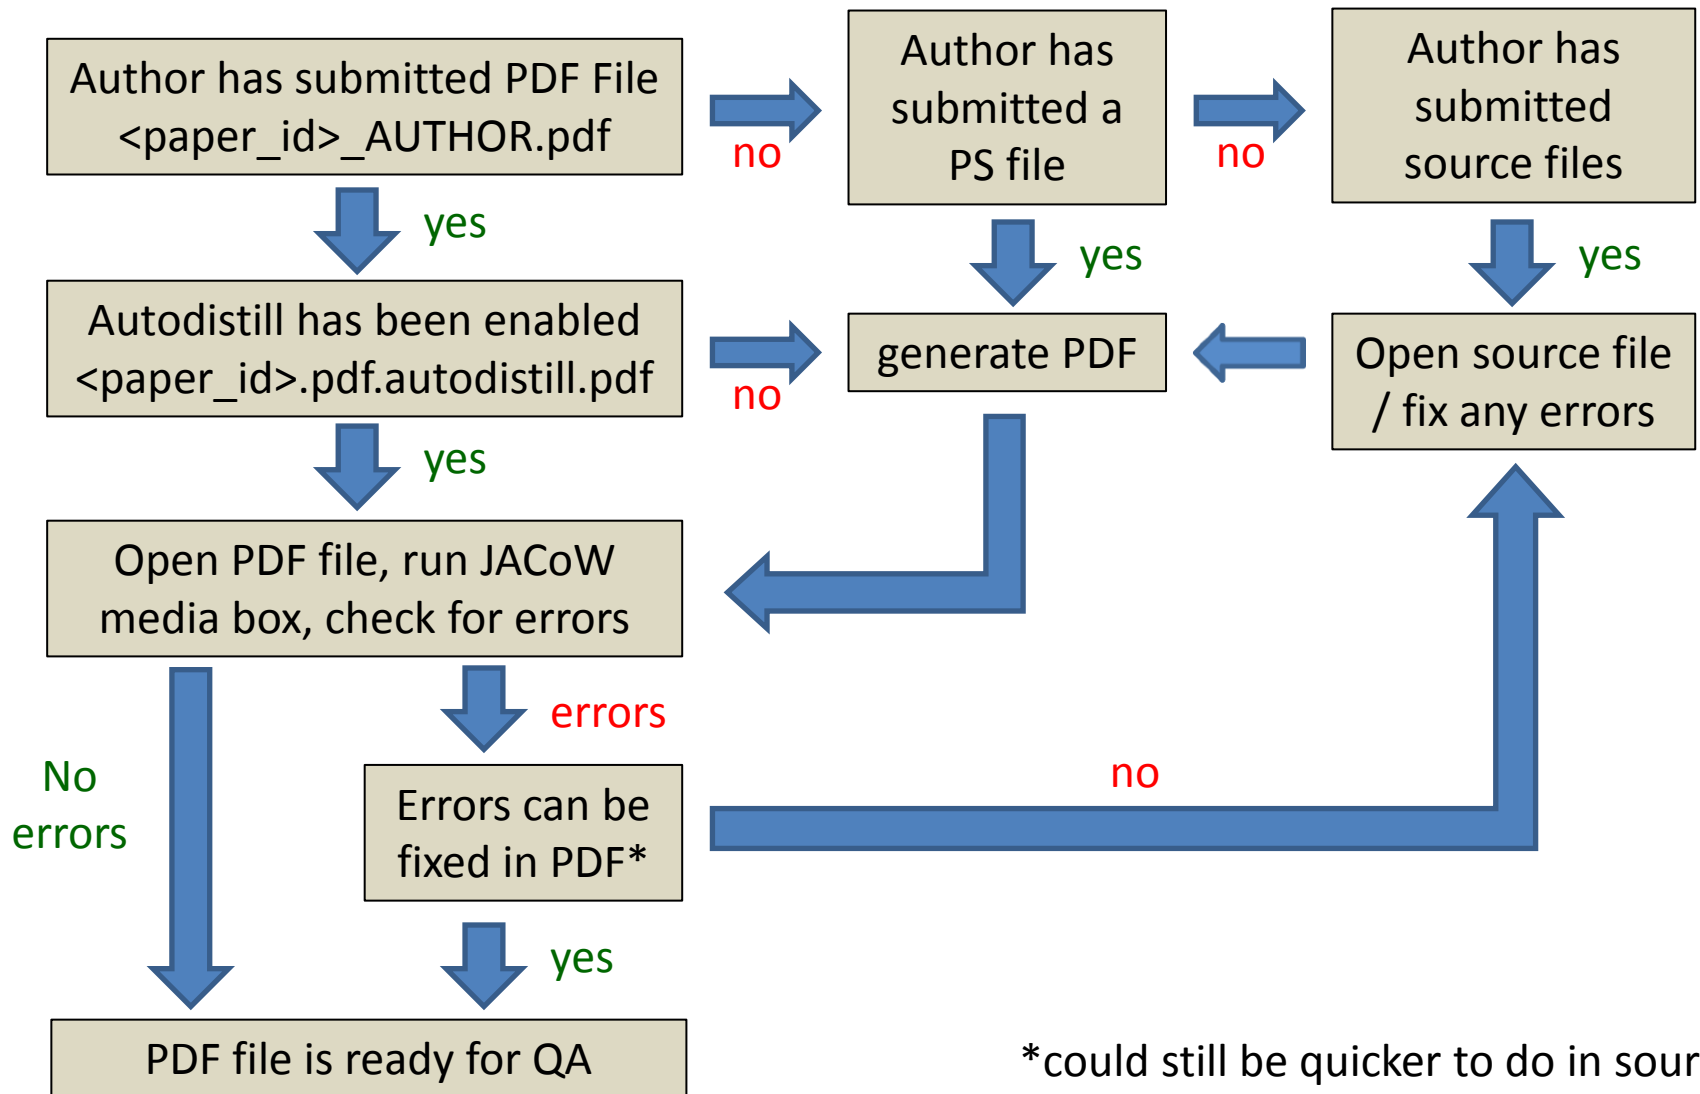 Author has submitted PDF File
<paper_id>_AUTHOR.pdf
no
Author has
submitted a
PS file
no
Author has
submitted
source files
yes
yes
yes
Autodistill has been enabled
<paper_id>.pdf.autodistill.pdf
no
generate PDF
Open source file
/ fix any errors
yes
Open PDF file, run JACoW
media box, check for errors
errors
No
errors
Errors can be
fixed in PDF*
no
yes
PDF file is ready for QA
*could still be quicker to do in sour